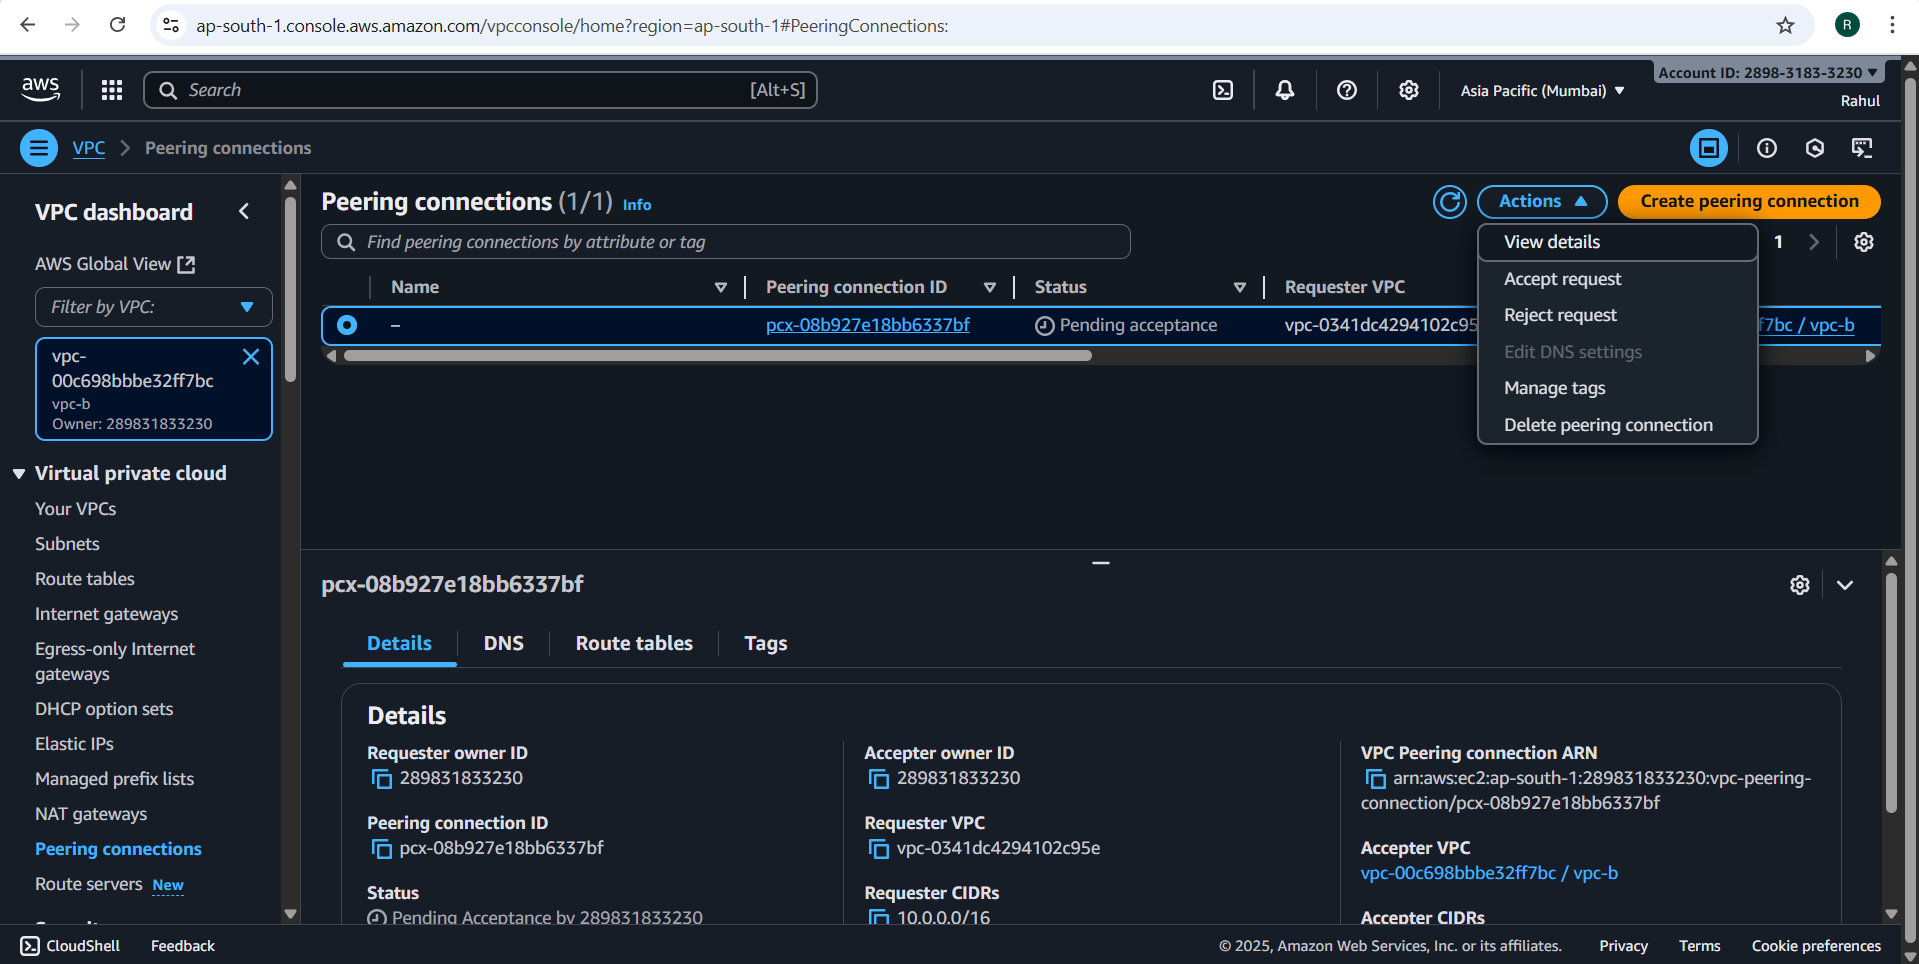 ap-south-1.console.aws.amazon.com/vpcconsole/home?region=ap-south-1#PeeringConnections:
R
aws
Search
[Alt+S]
Asia Pacific (Mumbai)
Account ID: 2898-3183-3230
Rahul
VPC
Peering connections
VPC dashboard
AWS Global View
Filter by VPC:
vpc-
00c698bbbe32ff7bc
vpc-b
Owner: 289831833230
Virtual private cloud
Your VPCs
Subnets
Route tables
Internet gateways
Egress-only Internet
gateways
DHCP option sets
Elastic IPs
Managed prefix lists
NAT gateways
Peering connections
Route servers New
Peering connections (1/1) Info
Actions
Create peering connection
Find peering connections by attribute or tag
1
View details
Accept request
Reject request
Edit DNS settings
Manage tags
Delete peering connection
Name
Peering connection ID
Status
Requester VPC
–
pcx-08b927e18bb6337bf
Pending acceptance
vpc-0341dc4294102c95
f7bc / vpc-b
pcx-08b927e18bb6337bf
Details
DNS
Route tables
Tags
Details
Requester owner ID
289831833230
Peering connection ID
pcx-08b927e18bb6337bf
Status
Pending Acceptance by 289831833230
Accepter owner ID
289831833230
Requester VPC
vpc-0341dc4294102c95e
Requester CIDRs
10.0.0.0/16
VPC Peering connection ARN
arn:aws:ec2:ap-south-1:289831833230:vpc-peering-
connection/pcx-08b927e18bb6337bf
Accepter VPC
vpc-00c698bbbe32ff7bc / vpc-b
Accepter CIDRs
CloudShell
Feedback
© 2025, Amazon Web Services, Inc. or its affiliates.
Privacy
Terms
Cookie preferences